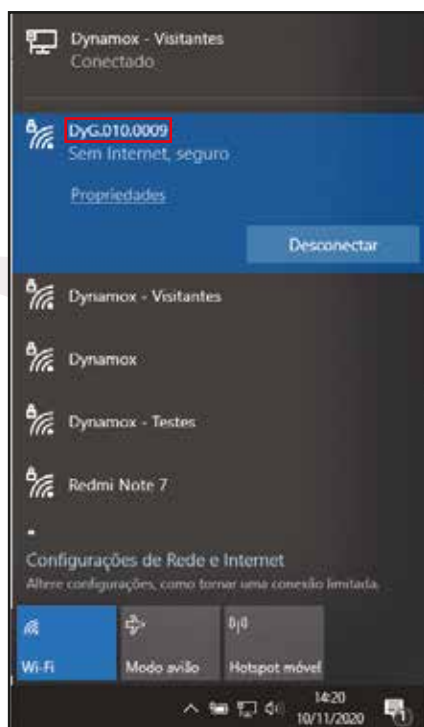 Dynamox - Visitantes
Conectado
DyG.010.0009
Sem Internet, seguro
Propriedades
Desconectar
Dynamox - Visitantes
Dynamox
Dynamox - Testes
Redmi Note 7
Configurações de Rede e Internet
Altere configurações, como tornar uma conexão limitada.
Wi-Fi
Modo avião
Hotspot móvel
14:20
10/11/2020
1